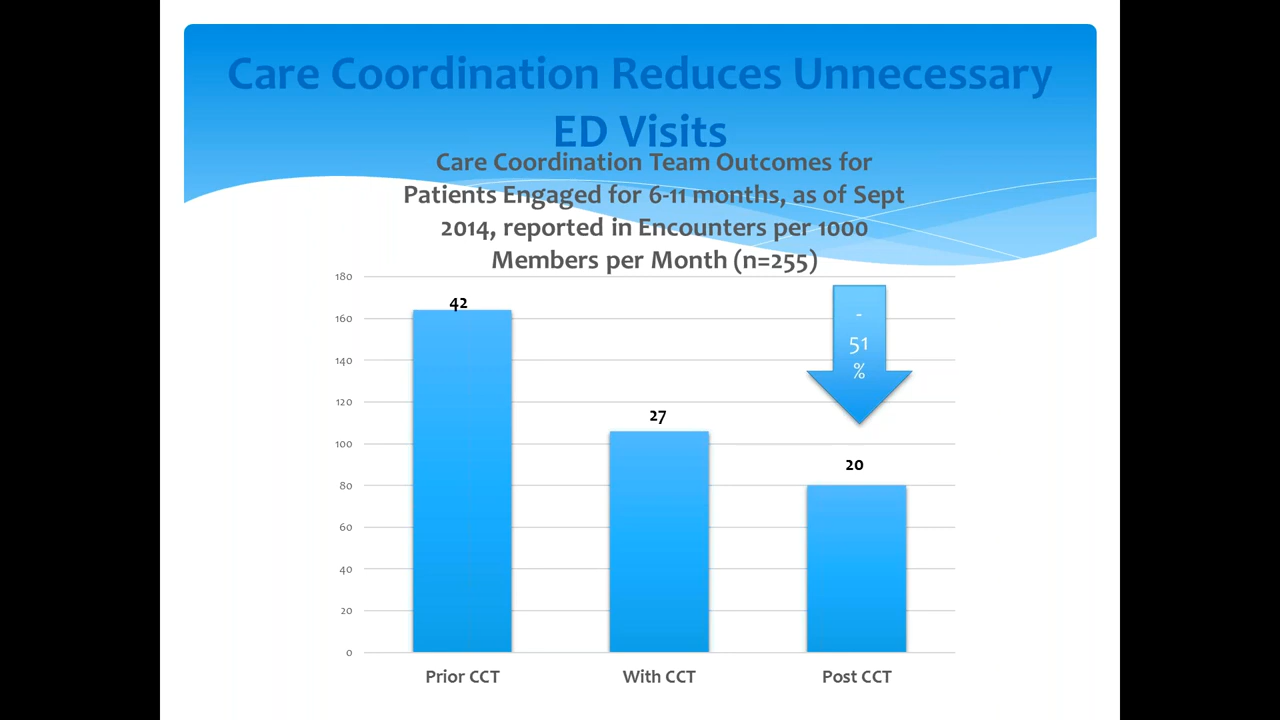 Care Coordination Reduces Unnecessary
ED Visits
Care Coordination Team Outcomes for
Patients Engaged for 6-11 months, as of Sept
2014, reported in Encounters per 1000
Members per Month (n=255)
180
160
140
120
100
80
60
40
20
0
42
27
20
-
51
%
Prior CCT
With CCT
Post CCT